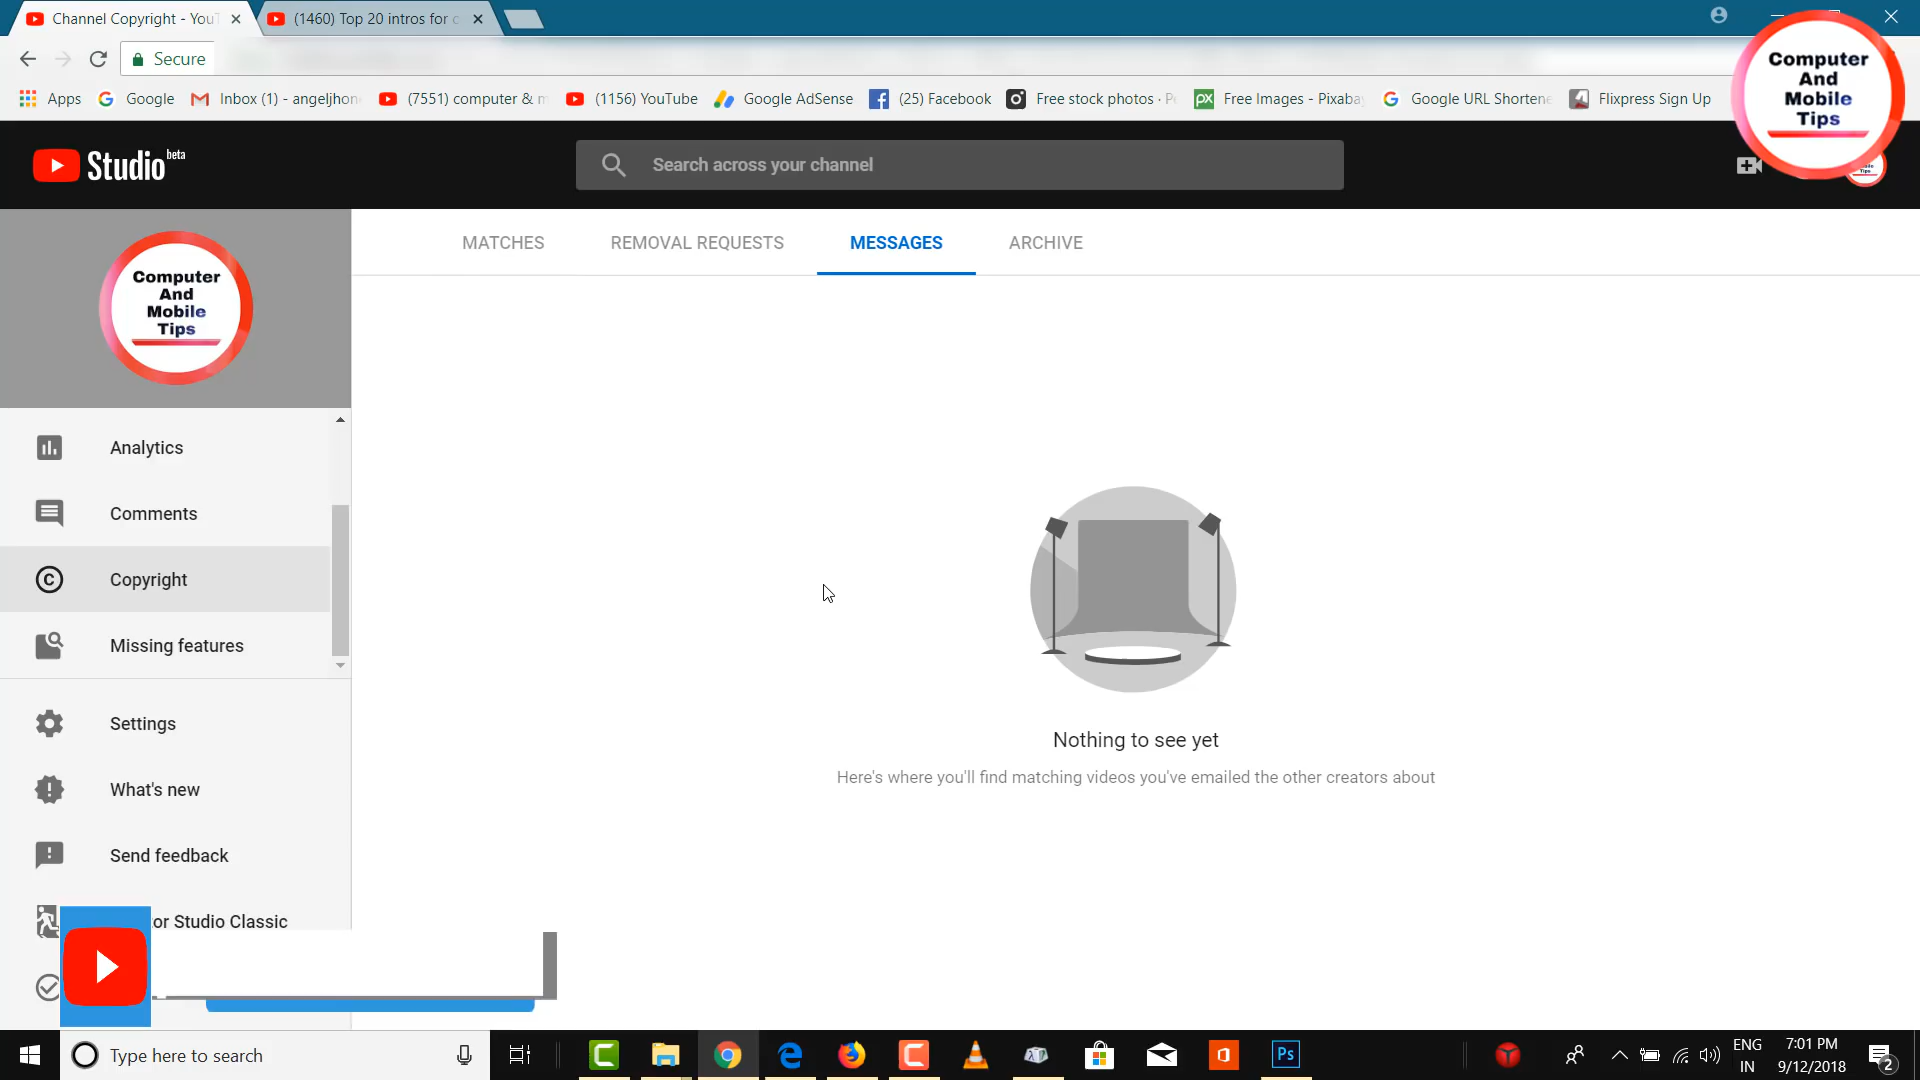 Channel Copyright - YouT
(1460) Top 20 intros for c
Secure
Apps
Google
Inbox (1) - angeljhon
(7551) computer & m
(1156) YouTube
Google AdSense
(25) Facebook
Free stock photos · P
Free Images - Pixabay
Google URL Shortene
Flixpress Sign Up
Computer
And
Mobile
Tips
Studio beta
Search across your channel
MATCHES
REMOVAL REQUESTS
MESSAGES
ARCHIVE
Computer
And
Mobile
Tips
Analytics
Comments
Copyright
Missing features
Settings
What's new
Send feedback
or Studio Classic
Nothing to see yet
Here's where you'll find matching videos you've emailed the other creators about
Type here to search
Ps
ENG
IN
7:01 PM
9/12/2018
2